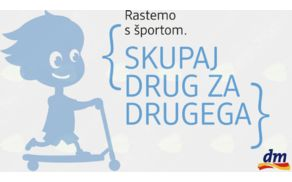 Rastemo
s športom.
SKUPAJ
DRUG ZA
DRUGEGA
dm